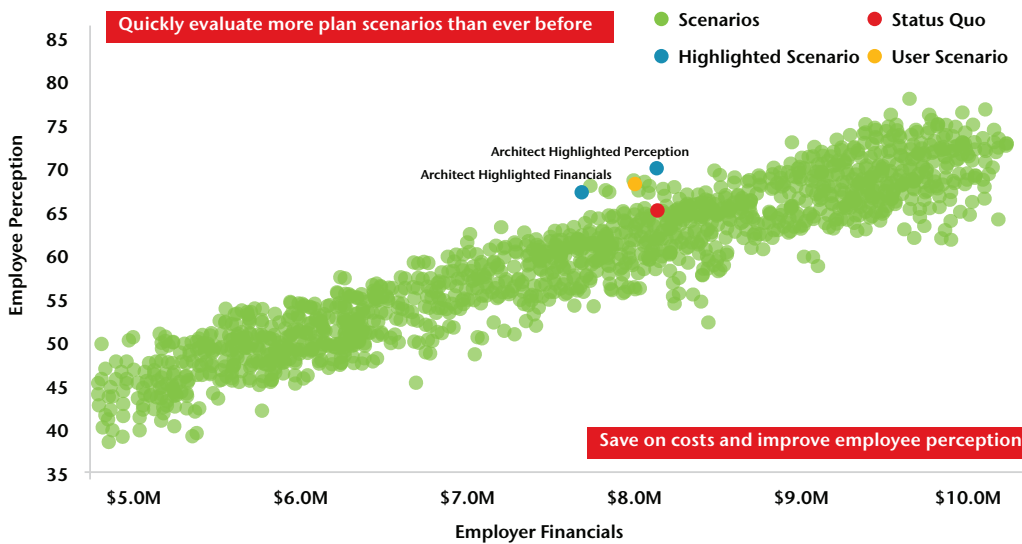 Quickly evaluate more plan scenarios than ever before
Scenarios
Status Quo
Highlighted Scenario
User Scenario
85
80
75
70
65
60
55
50
45
40
35
Employee Perception
Architect Highlighted Perception
Architect Highlighted Financials
Save on costs and improve employee perception
$5.0M
$6.0M
$7.0M
$8.0M
$9.0M
$10.0M
Employer Financials